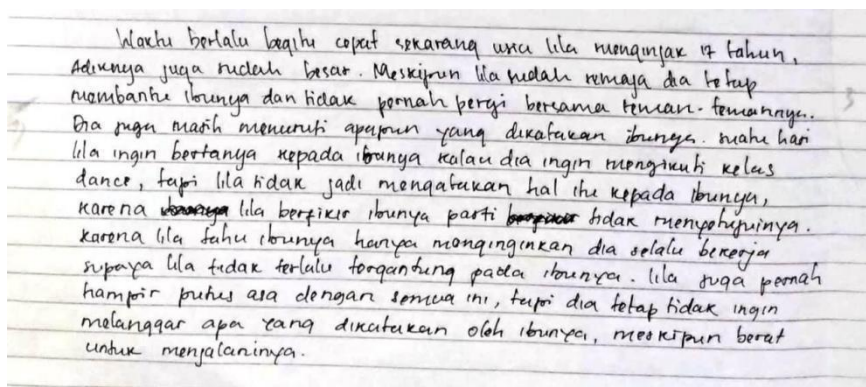 Waktu berlalu begitu cepat sekarang usia lila menginjak 17 tahun,
Adiknya juga sudah besar. Meskipun lila sudah remaja dia tetap
membantu ibunya dan tidak pernah pergi bersama teman-temannya.
Dia juga masih menuruti apapun yang dikatakan ibunya. suatu hari
lila ingin bertanya kepada ibunya kalau dia ingin mengikuti kelas
dance, tapi lila tidak jadi mengatakan hal itu kepada ibunya,
karena lila berfikir ibunya pasti tidak menyetujuinya.
karena lila tahu ibunya hanya menginginkan dia selalu bekerja
supaya lila tidak terlalu tergantung pada ibunya. lila juga pernah
hampir putus asa dengan semua ini, tapi dia tetap tidak ingin
melanggar apa yang dikatakan oleh ibunya, meskipun berat
untuk menjalaninya.